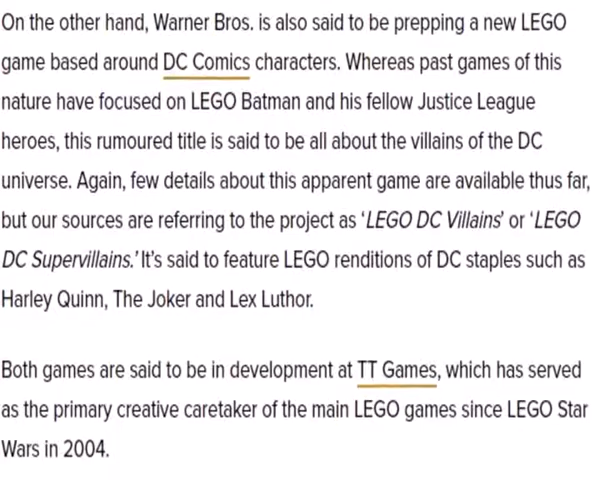 On the other hand, Warner Bros. is also said to be prepping a new LEGO
game based around DC Comics characters. Whereas past games of this
nature have focused on LEGO Batman and his fellow Justice League
heroes, this rumoured title is said to be all about the villains of the DC
universe. Again, few details about this apparent game are available thus far,
but our sources are referring to the project as ‘LEGO DC Villains’ or ‘LEGO
DC Supervillains.’ It’s said to feature LEGO renditions of DC staples such as
Harley Quinn, The Joker and Lex Luthor.
Both games are said to be in development at TT Games, which has served
as the primary creative caretaker of the main LEGO games since LEGO Star
Wars in 2004.